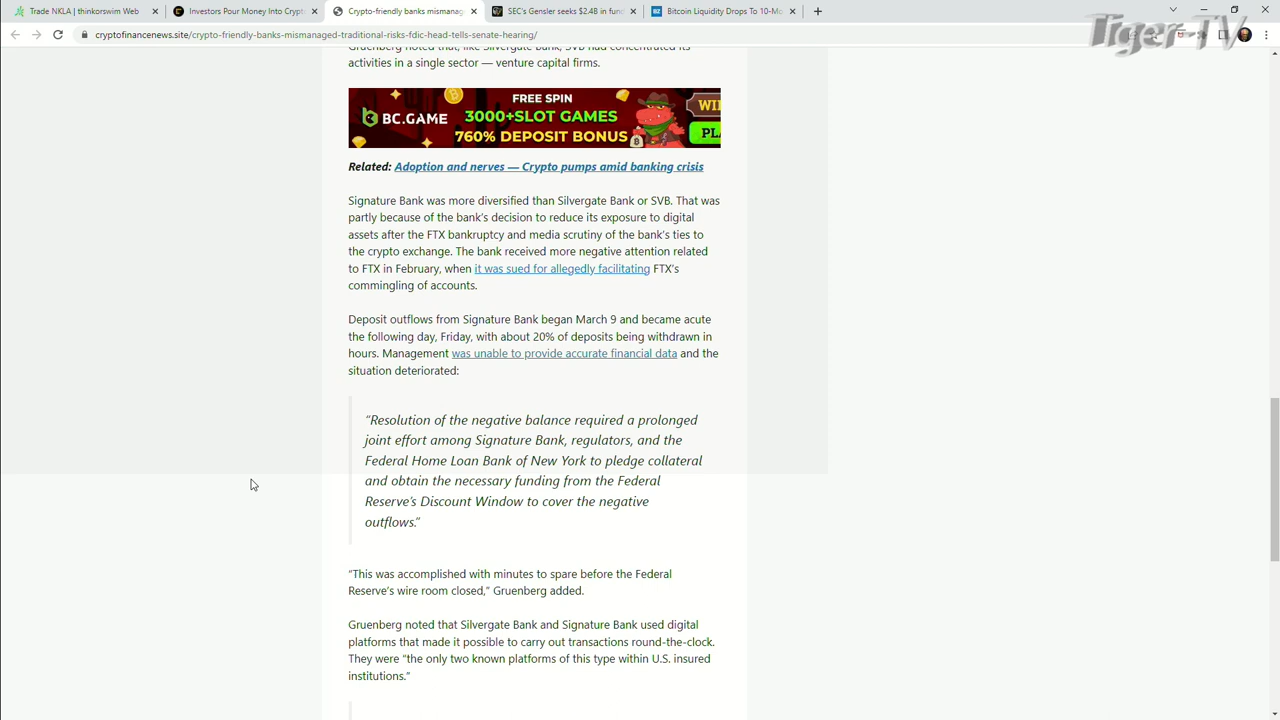 Trade NKLA | thinkorswim Web
Investors Pour Money Into Crypt
Crypto-friendly banks mismanag
SEC's Gensler seeks $2.4B in fund
BZ
Bitcoin Liquidity Drops To 10-Mo
cryptofinancenews.site/crypto-friendly-banks-mismanaged-traditional-risks-fdic-head-tells-senate-hearing/
Tiger-TV
Gruenberg noted that, like Silvergate Bank, SVB had concentrated its
activities in a single sector — venture capital firms.
BC.GAME
FREE SPIN
3000+SLOT GAMES
760% DEPOSIT BONUS
WI
PL
Related: Adoption and nerves — Crypto pumps amid banking crisis
Signature Bank was more diversified than Silvergate Bank or SVB. That was
partly because of the bank's decision to reduce its exposure to digital
assets after the FTX bankruptcy and media scrutiny of the bank's ties to
the crypto exchange. The bank received more negative attention related
to FTX in February, when it was sued for allegedly facilitating FTX's
commingling of accounts.
Deposit outflows from Signature Bank began March 9 and became acute
the following day, Friday, with about 20% of deposits being withdrawn in
hours. Management was unable to provide accurate financial data and the
situation deteriorated:
“Resolution of the negative balance required a prolonged
joint effort among Signature Bank, regulators, and the
Federal Home Loan Bank of New York to pledge collateral
and obtain the necessary funding from the Federal
Reserve’s Discount Window to cover the negative
outflows.”
“This was accomplished with minutes to spare before the Federal
Reserve’s wire room closed,” Gruenberg added.
Gruenberg noted that Silvergate Bank and Signature Bank used digital
platforms that made it possible to carry out transactions round-the-clock.
They were “the only two known platforms of this type within U.S. insured
institutions.”